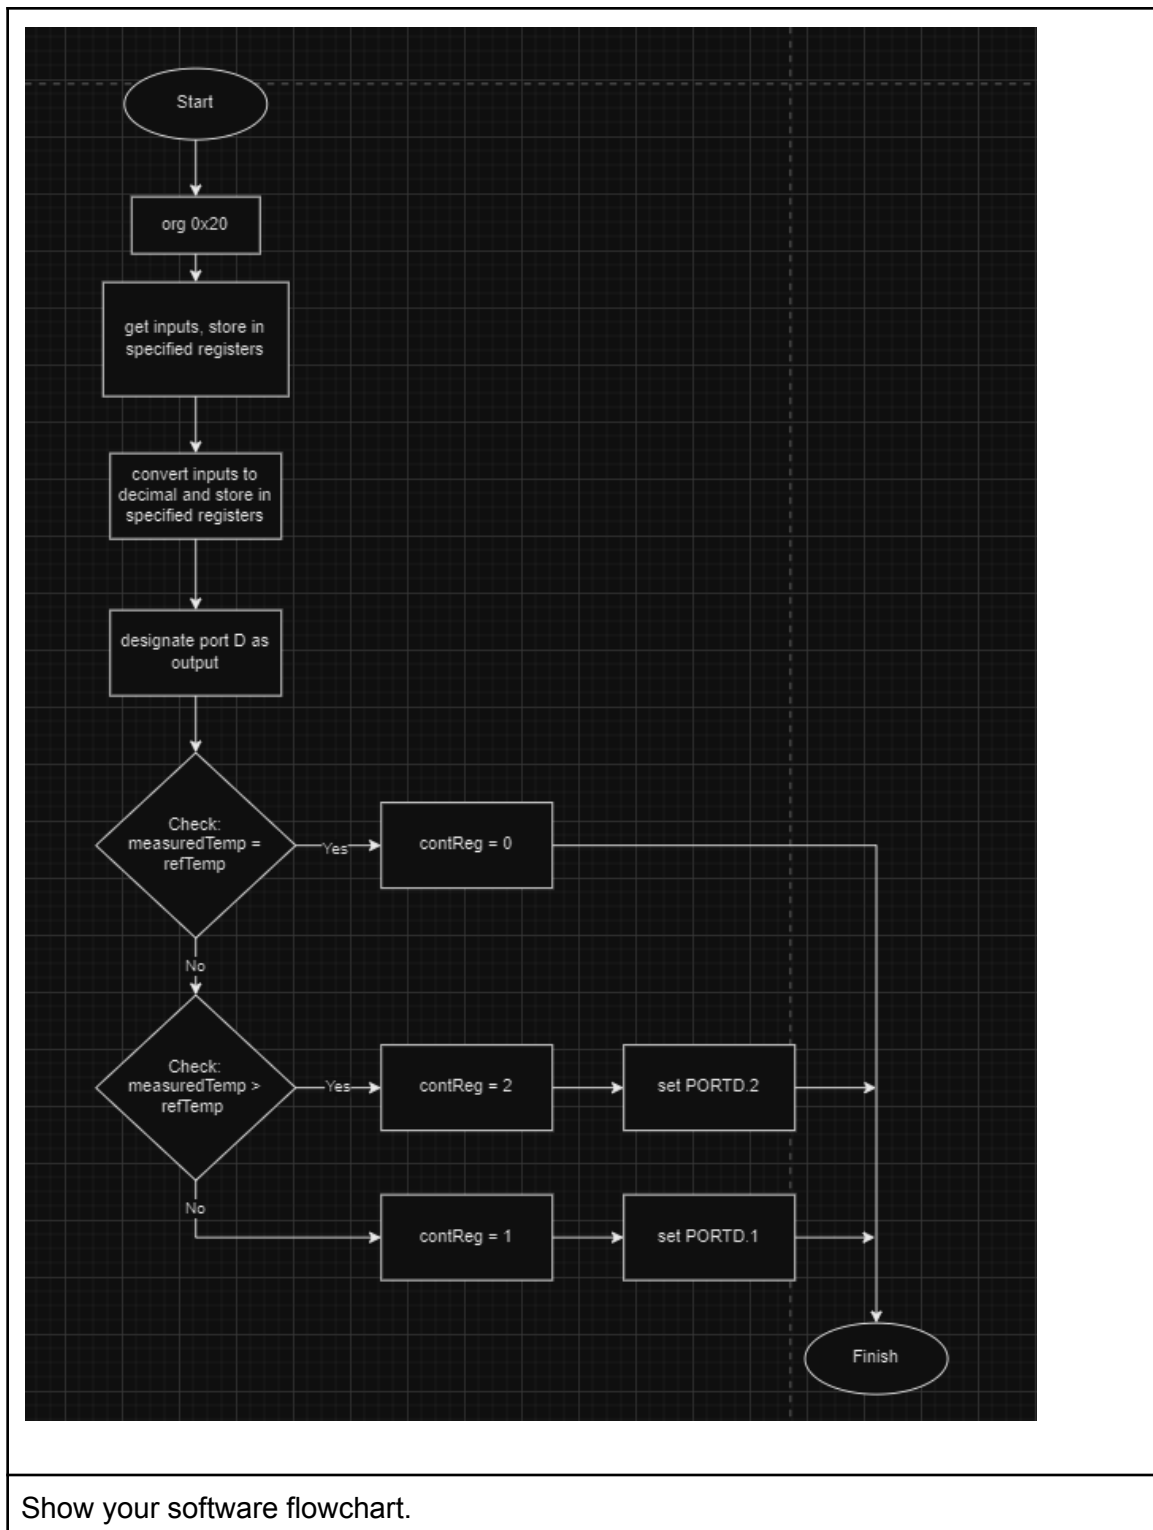 Start
org 0x20
get inputs, store in
specified registers
convert inputs to
decimal and store in
specified registers
designate port D as
output
Check:
measuredTemp =
refTemp
Yes
contReg = 0
No
Check:
measuredTemp >
refTemp
Yes
contReg = 2
set PORTD.2
No
contReg = 1
set PORTD.1
Finish
Show your software flowchart.